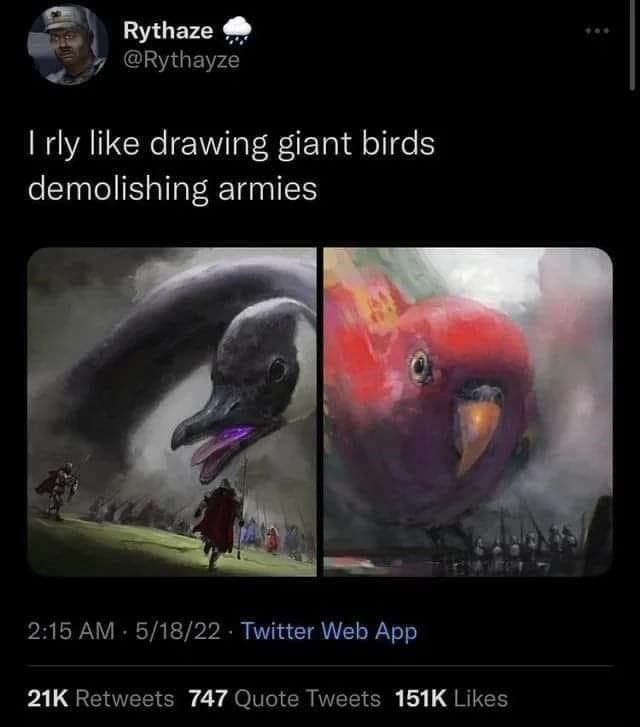 Rythaze
@Rythayze
I rly like drawing giant birds
demolishing armies
2:15 AM · 5/18/22 · Twitter Web App
21K Retweets 747 Quote Tweets 151K Likes